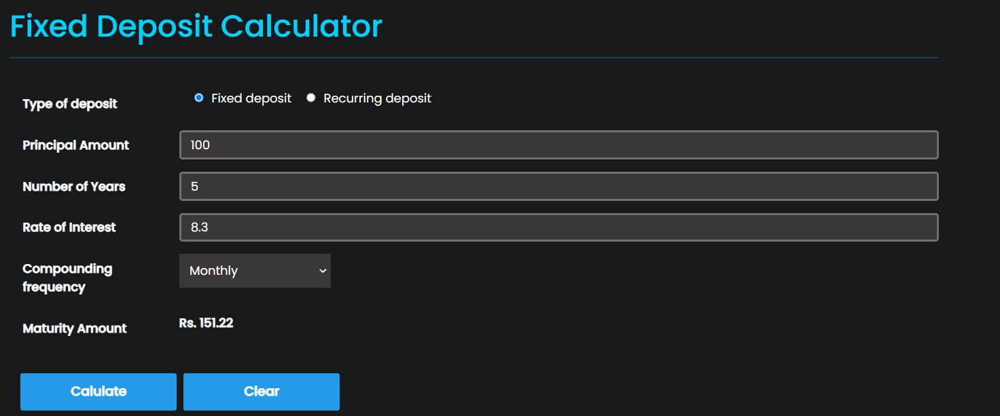 Fixed Deposit Calculator
Type of deposit
Fixed deposit Recurring deposit
Principal Amount
100
Number of Years
5
Rate of Interest
8.3
Compounding
frequency
Monthly
Maturity Amount
Rs. 151.22
Calulate
Clear